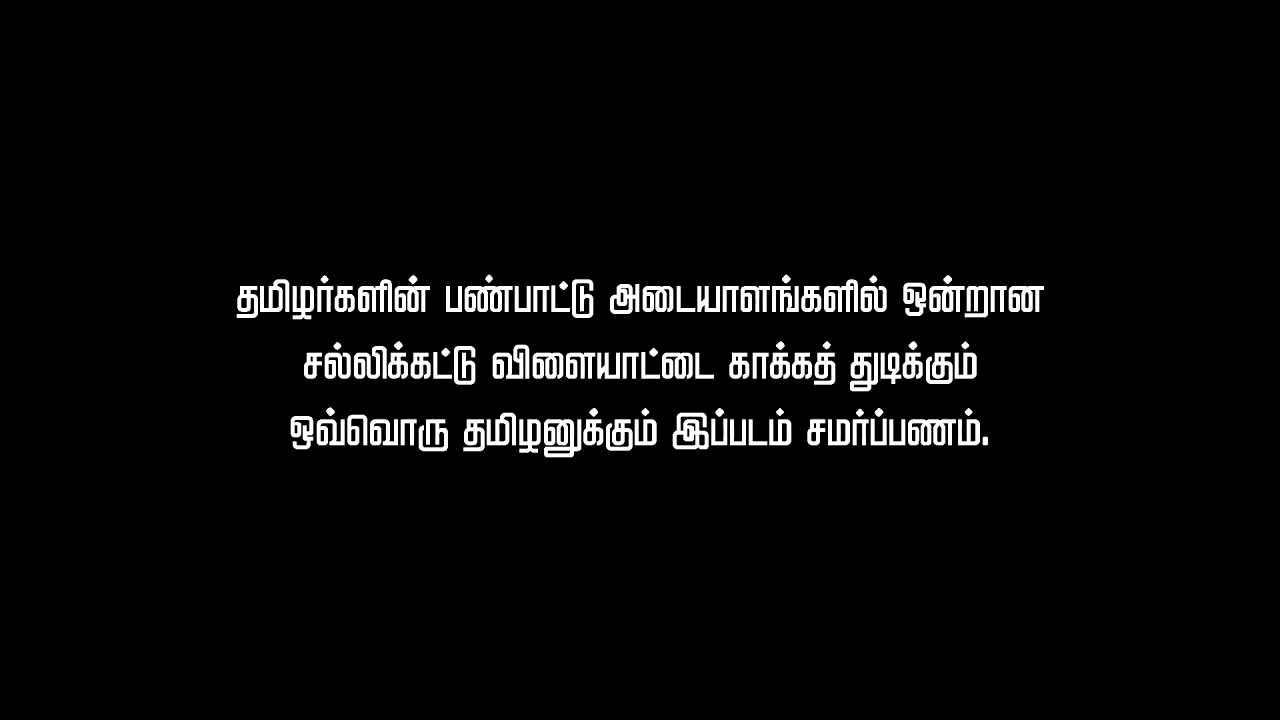 தமிழர்களின் பண்பாட்டு அடையாளங்களில் ஒன்றான
சல்லிக்கட்டு விளையாட்டை காக்கத் துடிக்கும்
ஒவ்வொரு தமிழனுக்கும் இப்படம் சமர்ப்பணம்.